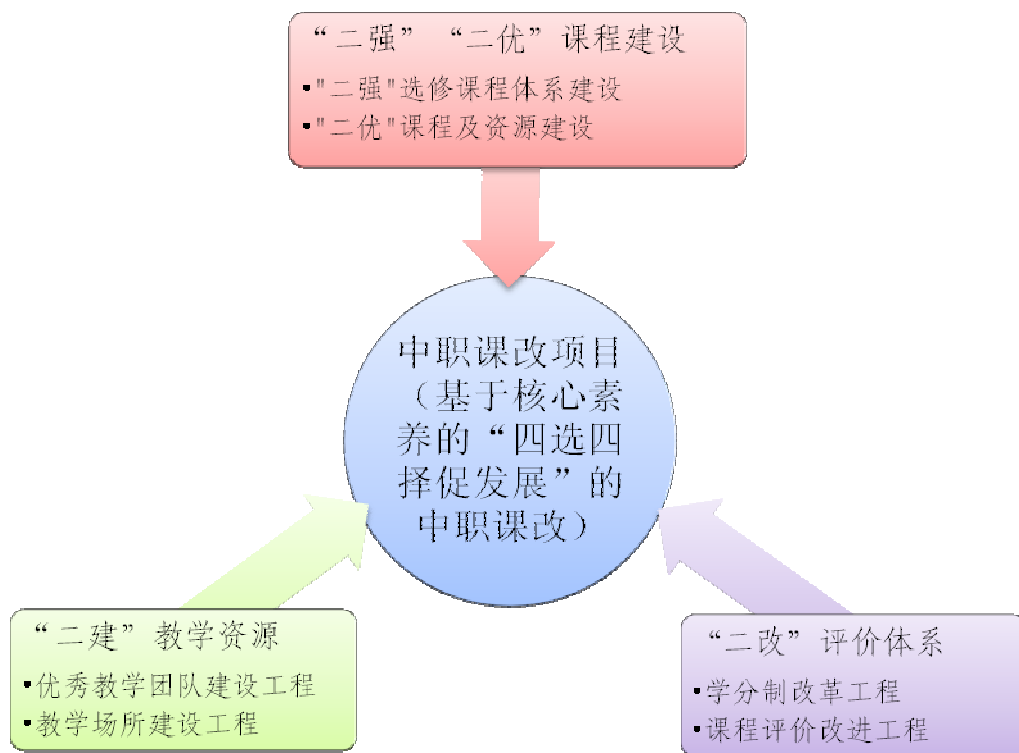 “二强”“二优”课程建设
▪"二强"选修课程体系建设
▪"二优"课程及资源建设
中职课改项目
（基于核心素
养的“四选四
择促发展”的
中职课改）
“二建”教学资源
▪优秀教学团队建设工程
▪教学场所建设工程
“二改”评价体系
▪学分制改革工程
▪课程评价改进工程